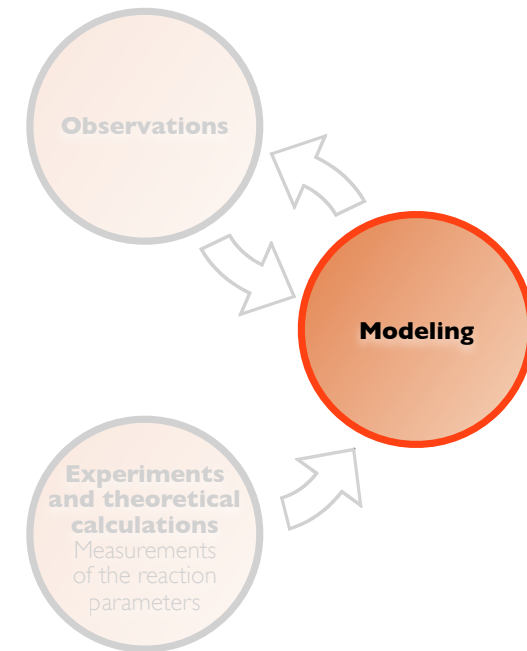 Observations
Modeling
Experiments
and theoretical
calculations
Measurements
of the reaction
parameters